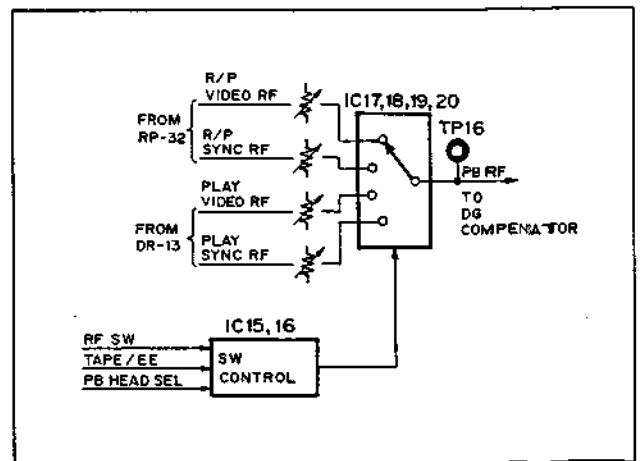 R/P
VIDEO RF
FROM
RP-32
R/P
SYNC RF
PLAY
VIDEO RF
FROM
DR-13
PLAY
SYNC RF
IC17,18,19,20
TP16
PB RF
TO
DG
COMPENSATOR
IC15,16
RF SW
TAPE/EE
PB HEAD SEL
SW
CONTROL